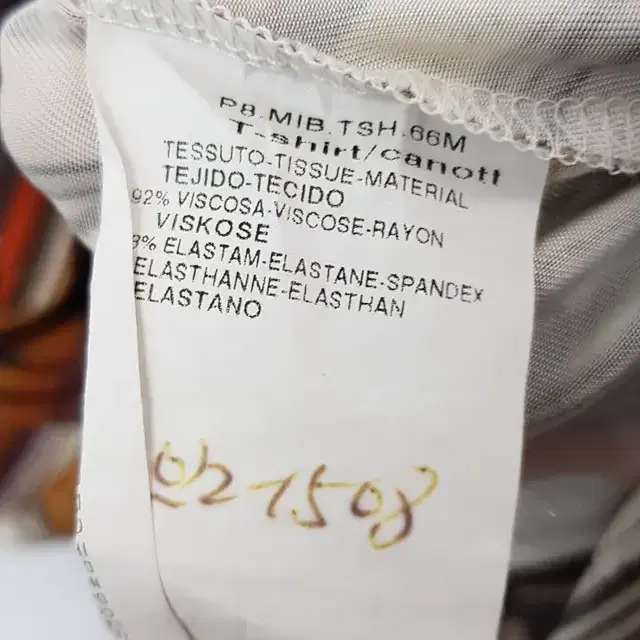 P8.MIB.TSH.66M
T-shirt/canott
TESSUTO-TISSUE-MATERIAL
TEJIDO-TECIDO
92% VISCOSA-VISCOSE-RAYON
VISKOSE
8% ELASTAM-ELASTANE-SPANDEX
ELASTHANNE-ELASTHAN
ELASTANO